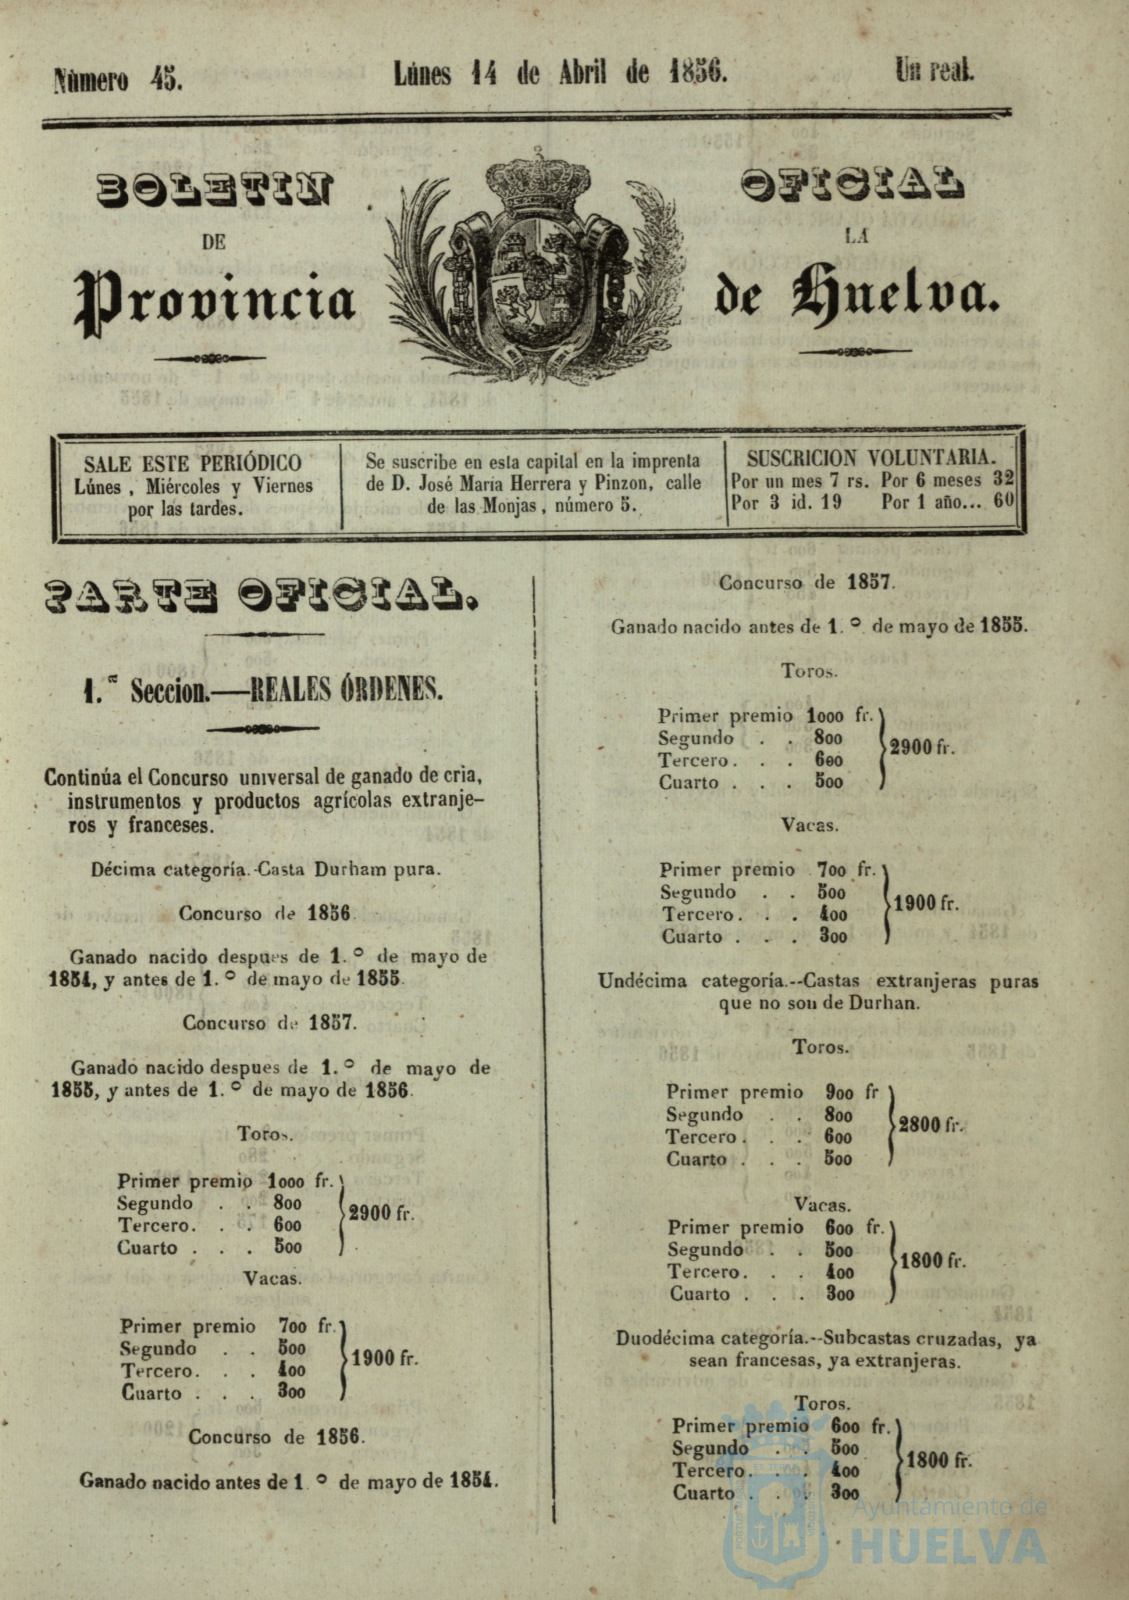 Número 45.
Lúnes 14 de Abril de 1856.
Un real.
BOLETIN OFICIAL
DE LA
Provincia de Huelva.
SALE ESTE PERIÓDICO
Lúnes, Miércoles y Viernes
por las tardes.
Se suscribe en esta capital en la imprenta
de D. José María Herrera y Pinzon, calle
de las Monjas, número 5.
SUSCRICION VOLUNTARIA.
Por un mes 7 rs. Por 6 meses 32
Por 3 id. 19 Por 1 año... 60
PARTE OFICIAL.
1.ª Seccion.—REALES ÓRDENES.
Continúa el Concurso universal de ganado de cria,
instrumentos y productos agrícolas extranje-
ros y franceses.
Décima categoría.-Casta Durham pura.
Concurso de 1856.
Ganado nacido despues de 1.º de mayo de
1854, y antes de 1.º de mayo de 1855.
Concurso de 1857.
Ganado nacido despues de 1.º de mayo de
1855, y antes de 1.º de mayo de 1856.
Toros.
Primer premio 1000 fr.
Segundo . . 800
Tercero. . . 600
Cuarto . . . 500
2900 fr.
Vacas.
Primer premio 700 fr.
Segundo . . 500
Tercero. . . 400
Cuarto . . . 300
1900 fr.
Concurso de 1856.
Ganado nacido antes de 1.º de mayo de 1854.
Concurso de 1857.
Ganado nacido antes de 1.º de mayo de 1855.
Toros.
Primer premio 1000 fr.
Segundo . . 800
Tercero. . . 600
Cuarto . . . 500
2900 fr.
Vacas.
Primer premio 700 fr.
Segundo . . 500
Tercero. . . 400
Cuarto . . . 300
1900 fr.
Undécima categoría.--Castas extranjeras puras
que no son de Durhan.
Toros.
Primer premio 900 fr
Segundo . . 800
Tercero. . . 600
Cuarto . . . 500
2800 fr.
Vacas.
Primer premio 600 fr.
Segundo . . 500
Tercero. . . 400
Cuarto . . . 300
1800 fr.
Duodécima categoría.--Subcastas cruzadas, ya
sean francesas, ya extranjeras.
Toros.
Primer premio 600 fr.
Segundo . . 500
Tercero. . . 400
Cuarto . . . 300
1800 fr.
Ayuntamiento de
HUELVA